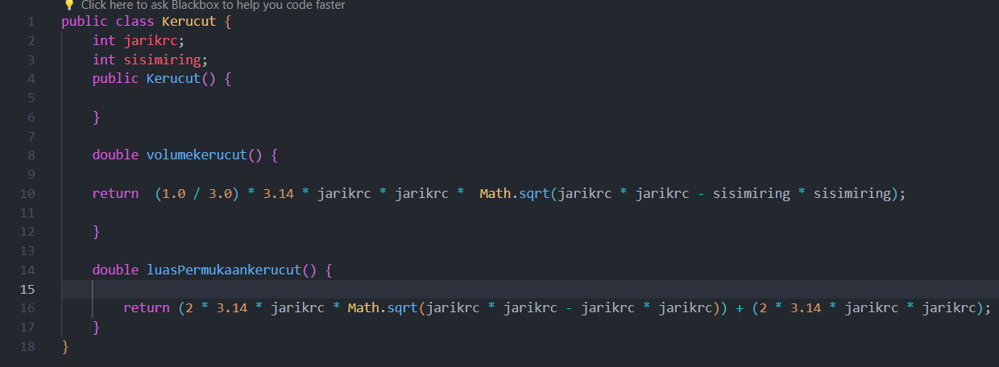 💡 Click here to ask Blackbox to help you code faster
1 public class Kerucut {
2     int jarikrc;
3     int sisimiring;
4     public Kerucut() {
5
6     }
7
8     double volumekerucut() {
9
10     return  (1.0 / 3.0) * 3.14 * jarikrc * jarikrc *  Math.sqrt(jarikrc * jarikrc - sisimiring * sisimiring);
11
12     }
13
14     double luasPermukaankerucut() {
15
16         return (2 * 3.14 * jarikrc * Math.sqrt(jarikrc * jarikrc - jarikrc * jarikrc)) + (2 * 3.14 * jarikrc * jarikrc);
17     }
18 }